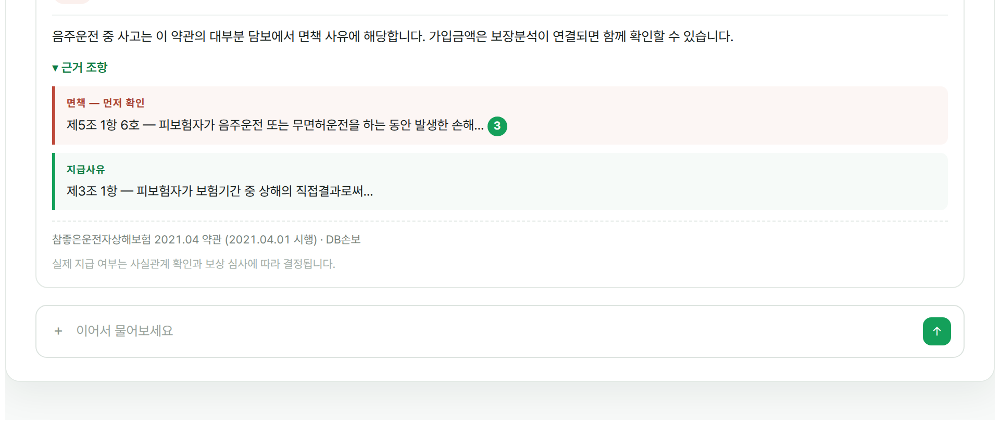 음주운전 중 사고는 이 약관의 대부분 담보에서 면책 사유에 해당합니다. 가입금액은 보장분석이 연결되면 함께 확인할 수 있습니다.
▾ 근거 조항
면책 — 먼저 확인
제5조 1항 6호 — 피보험자가 음주운전 또는 무면허운전을 하는 동안 발생한 손해... 3
지급사유
제3조 1항 — 피보험자가 보험기간 중 상해의 직접결과로써...
참좋은운전자상해보험 2021.04 약관 (2021.04.01 시행) · DB손보
실제 지급 여부는 사실관계 확인과 보상 심사에 따라 결정됩니다.
+ 이어서 물어보세요 ↑